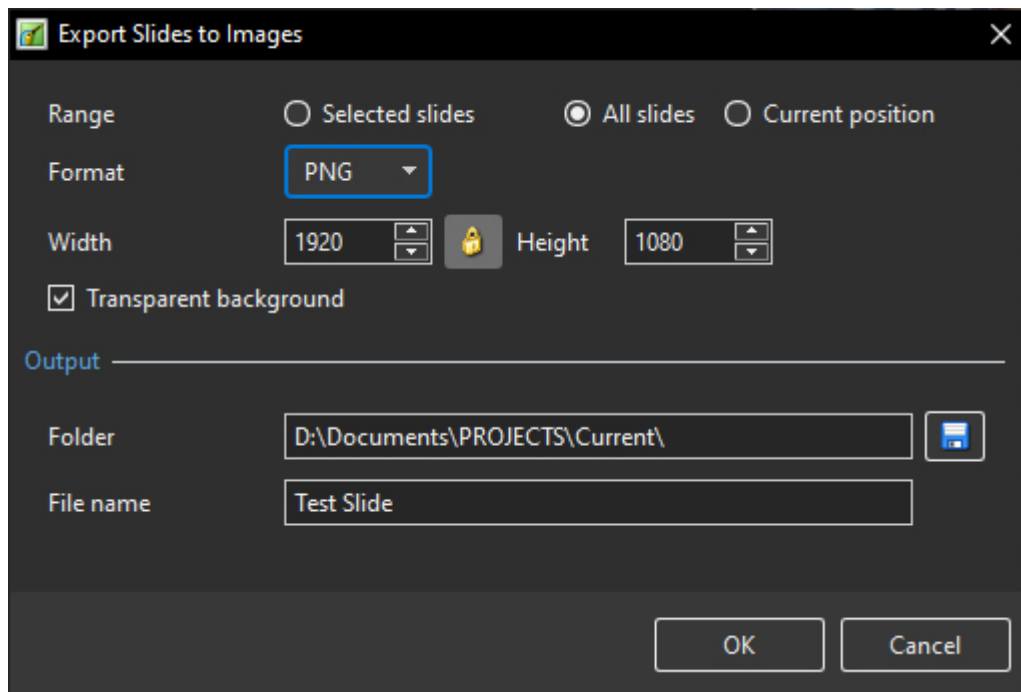 Export Slides to Images
Range Selected slides All slides Current position
Format PNG
Width 1920 Height 1080
Transparent background
Output
Folder D:\Documents\PROJECTS\Current\
File name Test Slide
OK Cancel